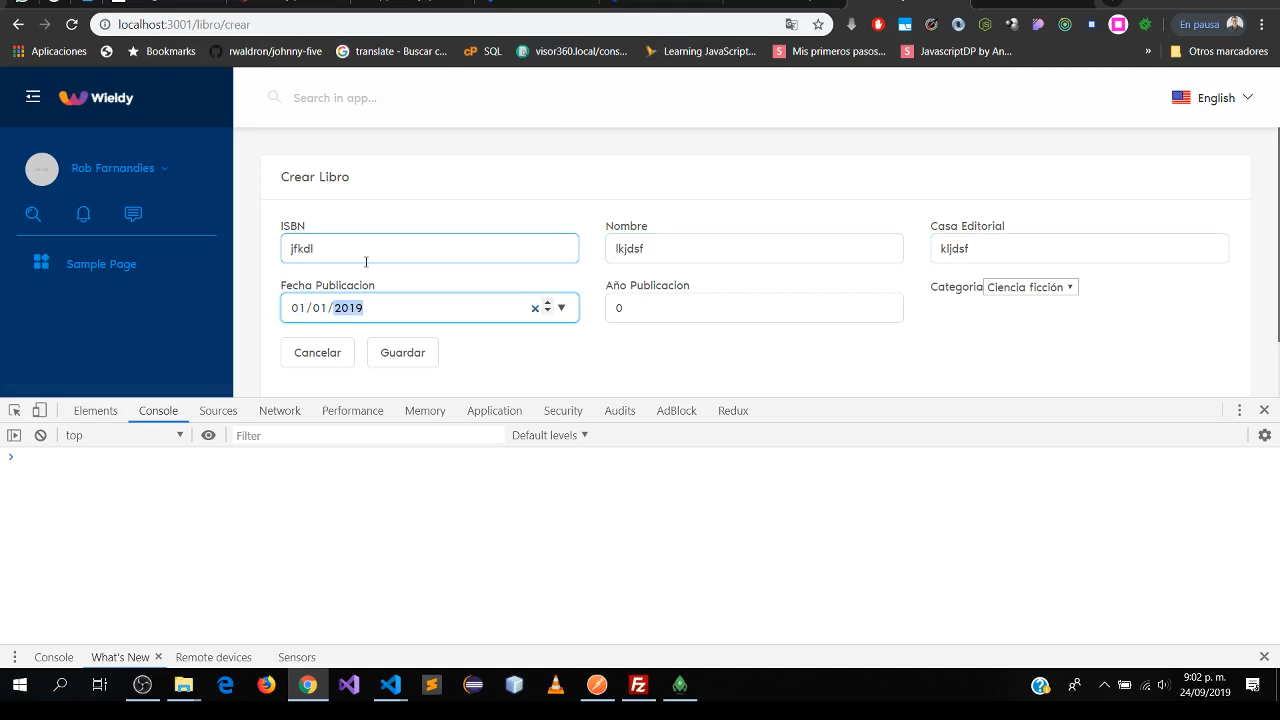 localhost:3001/libro/crear
En pausa
Aplicaciones
Bookmarks
rwaldron/johnny-five
translate - Buscar c...
cP SQL
visor360.local/cons...
Learning JavaScript...
Mis primeros pasos...
JavascriptDP by An...
»
Otros marcadores
Wieldy
Search in app...
English
Rob Farnandies
Sample Page
Crear Libro
ISBN
Nombre
Casa Editorial
jfkdl
lkjdsf
kljdsf
Fecha Publicacion
Año Publicacion
Categoria Ciencia ficción
01/01/2019
0
Cancelar
Guardar
Elements Console Sources Network Performance Memory Application Security Audits AdBlock Redux
top
Filter
Default levels
Console What's New Remote devices Sensors
9:02 p. m.
24/09/2019